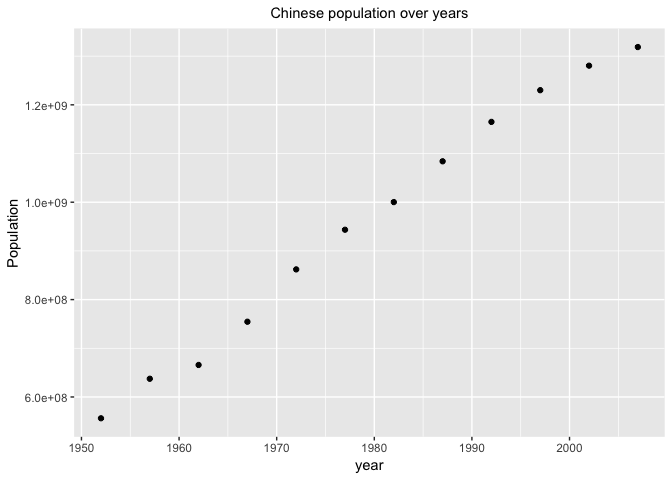 Chinese population over years
Population
1.2e+09
1.0e+09
8.0e+08
6.0e+08
1950 1960 1970 1980 1990 2000
year